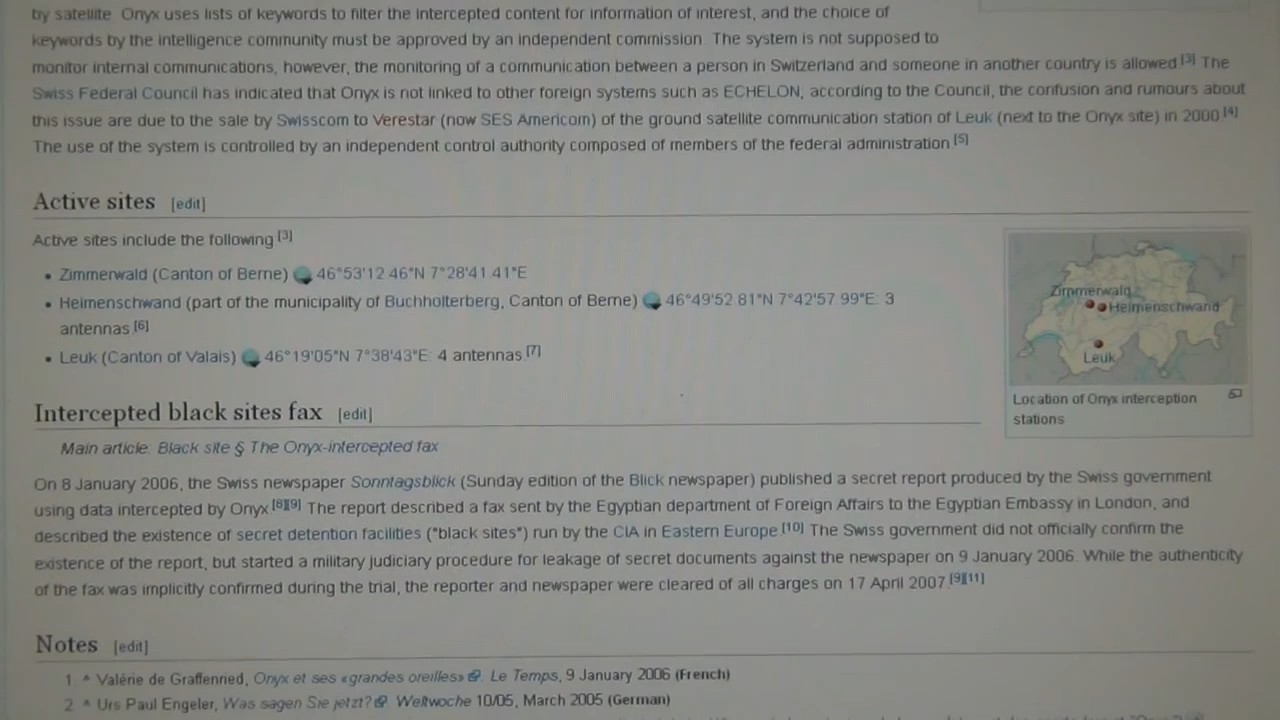 by satellite. Onyx uses lists of keywords to filter the intercepted content for information of interest, and the choice of
keywords by the intelligence community must be approved by an independent commission. The system is not supposed to
monitor internal communications, however, the monitoring of a communication between a person in Switzerland and someone in another country is allowed.[3] The
Swiss Federal Council has indicated that Onyx is not linked to other foreign systems such as ECHELON, according to the Council, the confusion and rumours about
this issue are due to the sale by Swisscom to Verestar (now SES Americom) of the ground satellite communication station of Leuk (next to the Onyx site) in 2000.[4]
The use of the system is controlled by an independent control authority composed of members of the federal administration.[5]
Active sites [edit]
Active sites include the following:[3]
• Zimmerwald (Canton of Berne) 46°53'12.46"N 7°28'41.41"E
• Heimenschwand (part of the municipality of Buchholterberg, Canton of Berne) 46°49'52.81"N 7°42'57.99"E: 3
antennas.[6]
• Leuk (Canton of Valais) 46°19'05"N 7°38'43"E: 4 antennas.[7]
Zimmerwald
Heimenschwand
Leuk
Location of Onyx interception
stations
Intercepted black sites fax [edit]
Main article: Black site § The Onyx-intercepted fax
On 8 January 2006, the Swiss newspaper Sonntagsblick (Sunday edition of the Blick newspaper) published a secret report produced by the Swiss government
using data intercepted by Onyx.[8][9] The report described a fax sent by the Egyptian department of Foreign Affairs to the Egyptian Embassy in London, and
described the existence of secret detention facilities ("black sites") run by the CIA in Eastern Europe.[10] The Swiss government did not officially confirm the
existence of the report, but started a military judiciary procedure for leakage of secret documents against the newspaper on 9 January 2006. While the authenticity
of the fax was implicitly confirmed during the trial, the reporter and newspaper were cleared of all charges on 17 April 2007.[9][11]
Notes [edit]
1. ^ Valérie de Graffenried, Onyx et ses «grandes oreilles». Le Temps, 9 January 2006 (French)
2. ^ Urs Paul Engeler, Was sagen Sie jetzt?. Weltwoche 10/05, March 2005 (German)